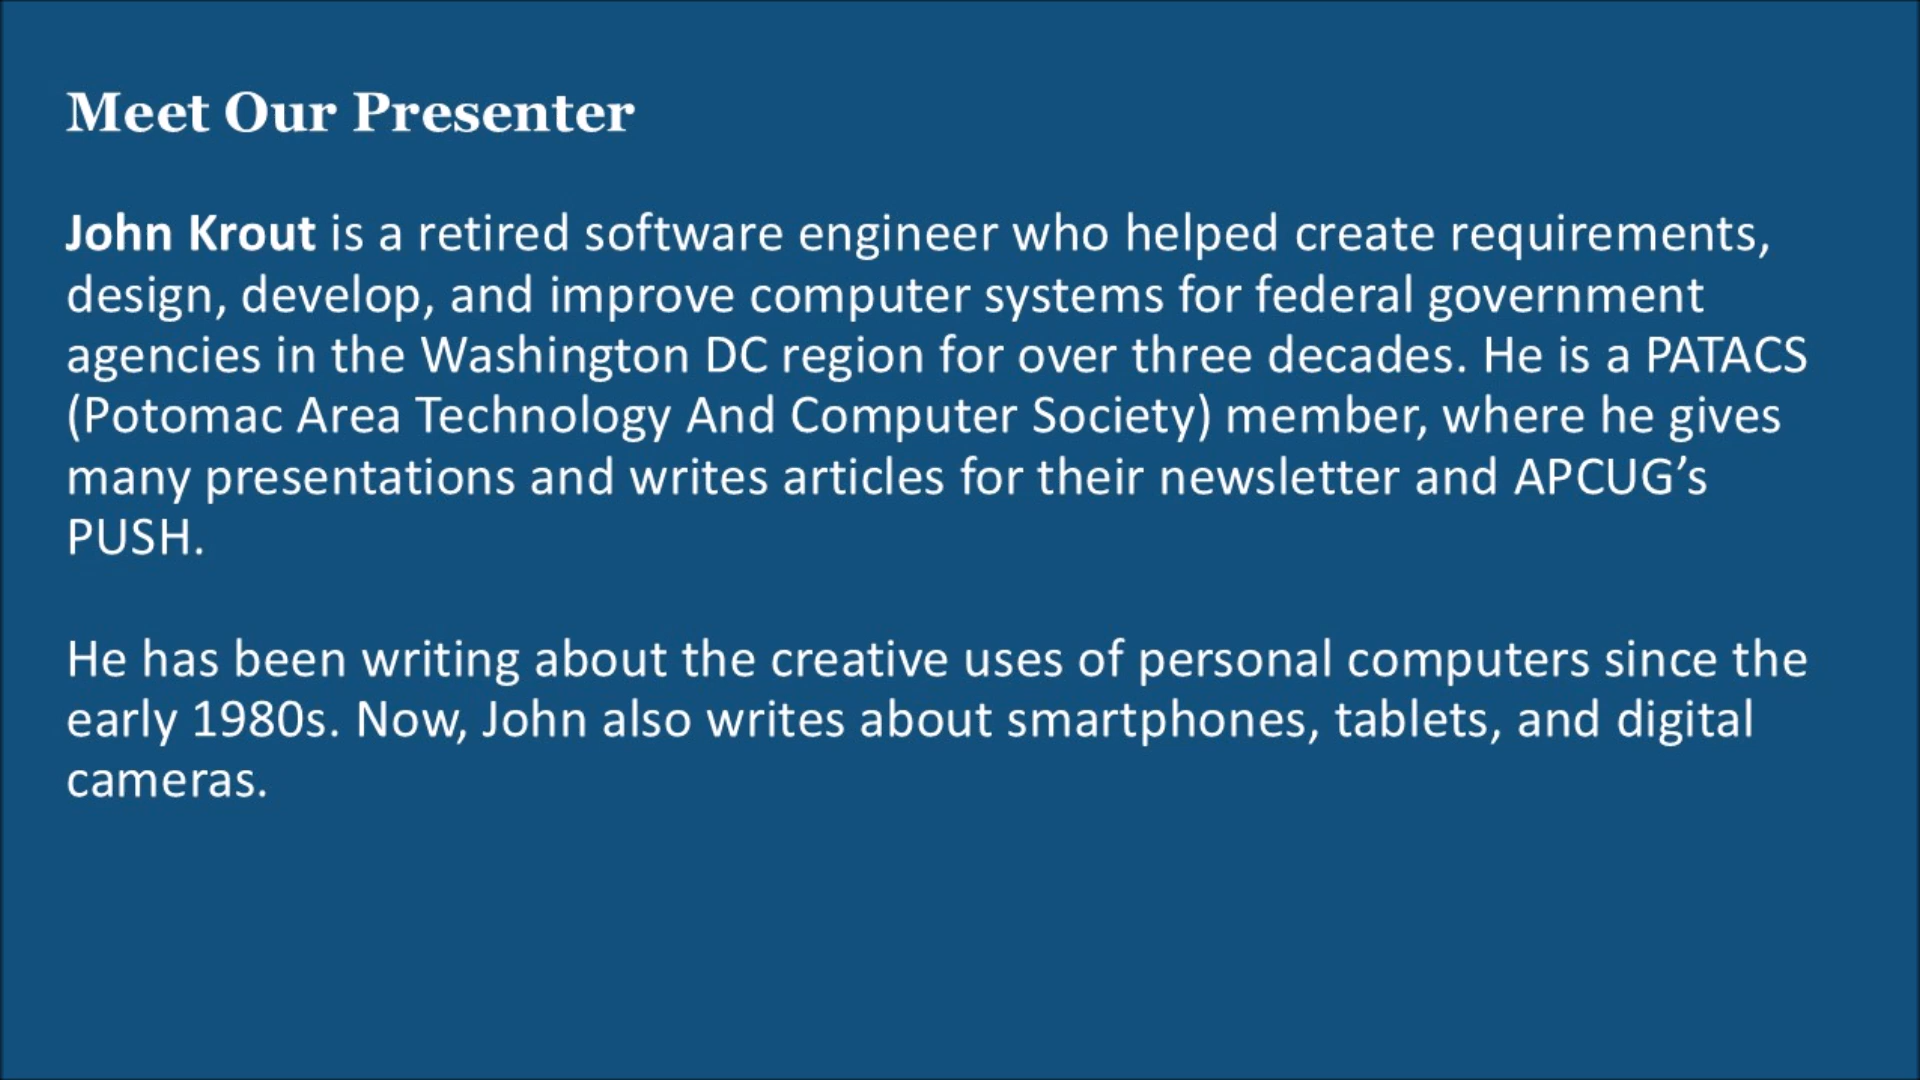 Meet Our Presenter
John Krout is a retired software engineer who helped create requirements,
design, develop, and improve computer systems for federal government
agencies in the Washington DC region for over three decades. He is a PATACS
(Potomac Area Technology And Computer Society) member, where he gives
many presentations and writes articles for their newsletter and APCUG’s
PUSH.
He has been writing about the creative uses of personal computers since the
early 1980s. Now, John also writes about smartphones, tablets, and digital
cameras.